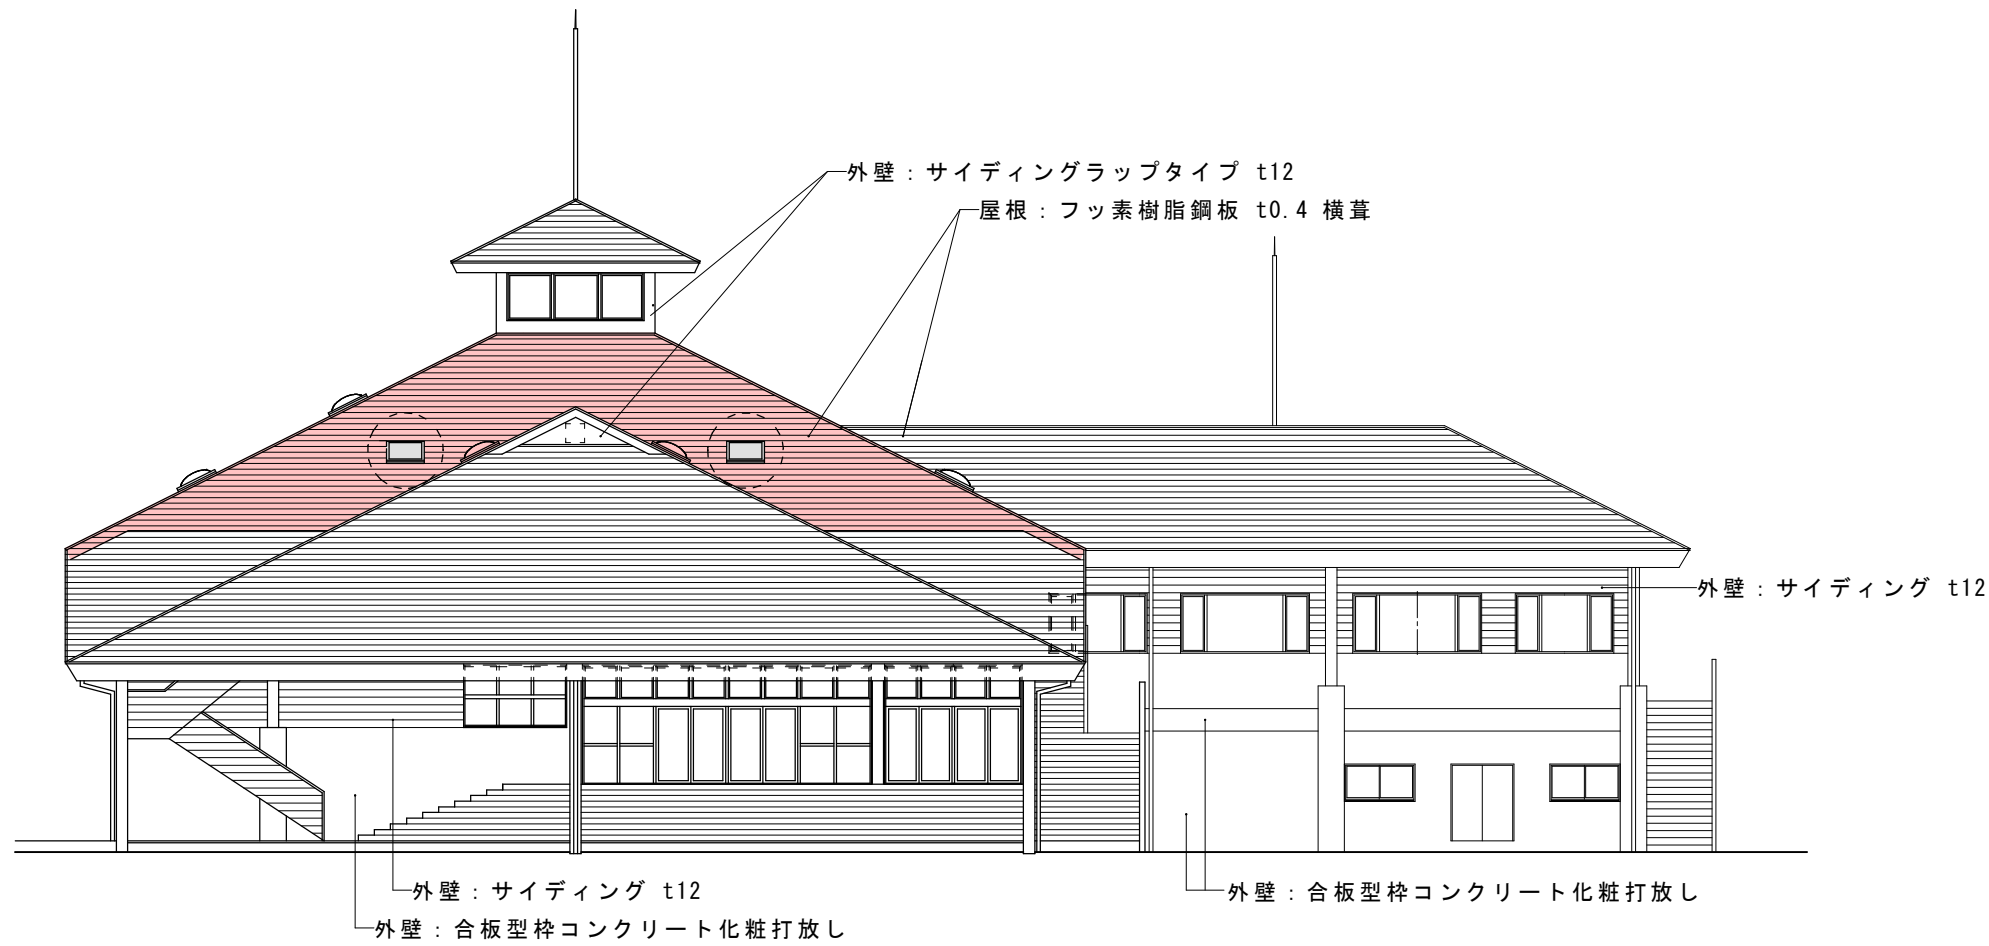 外壁：サイディングラップタイプ t12
屋根：フッ素樹脂鋼板 t0.4 横葺
外壁：サイディング t12
外壁：サイディング t12
外壁：合板型枠コンクリート化粧打放し
外壁：合板型枠コンクリート化粧打放し